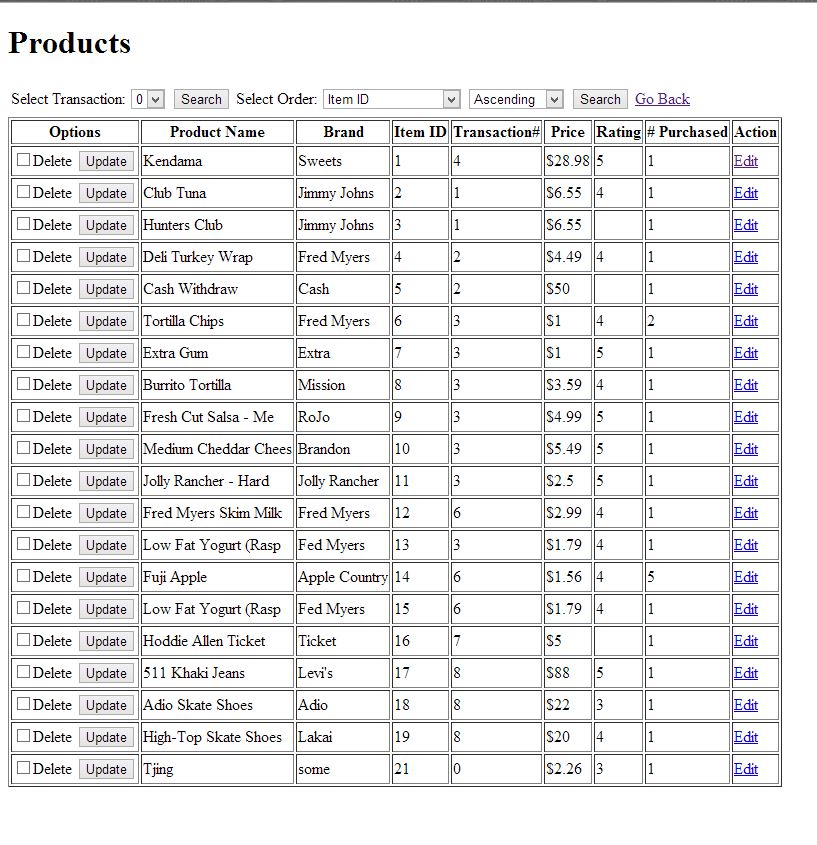 Products
Select Transaction: 0 Search Select Order: Item ID Ascending Search Go Back
Options Product Name Brand Item ID Transaction# Price Rating # Purchased Action
Delete Update Kendama Sweets 1 4 $28.98 5 1 Edit
Delete Update Club Tuna Jimmy Johns 2 1 $6.55 4 1 Edit
Delete Update Hunters Club Jimmy Johns 3 1 $6.55 1 Edit
Delete Update Deli Turkey Wrap Fred Myers 4 2 $4.49 4 1 Edit
Delete Update Cash Withdraw Cash 5 2 $50 1 Edit
Delete Update Tortilla Chips Fred Myers 6 3 $1 4 2 Edit
Delete Update Extra Gum Extra 7 3 $1 5 1 Edit
Delete Update Burrito Tortilla Mission 8 3 $3.59 4 1 Edit
Delete Update Fresh Cut Salsa - Me RoJo 9 3 $4.99 5 1 Edit
Delete Update Medium Cheddar Chees Brandon 10 3 $5.49 5 1 Edit
Delete Update Jolly Rancher - Hard Jolly Rancher 11 3 $2.5 5 1 Edit
Delete Update Fred Myers Skim Milk Fred Myers 12 6 $2.99 4 1 Edit
Delete Update Low Fat Yogurt (Rasp Fed Myers 13 3 $1.79 4 1 Edit
Delete Update Fuji Apple Apple Country 14 6 $1.56 4 5 Edit
Delete Update Low Fat Yogurt (Rasp Fed Myers 15 6 $1.79 4 1 Edit
Delete Update Hoddie Allen Ticket Ticket 16 7 $5 1 Edit
Delete Update 511 Khaki Jeans Levi's 17 8 $88 5 1 Edit
Delete Update Adio Skate Shoes Adio 18 8 $22 3 1 Edit
Delete Update High-Top Skate Shoes Lakai 19 8 $20 4 1 Edit
Delete Update Tjing some 21 0 $2.26 3 1 Edit